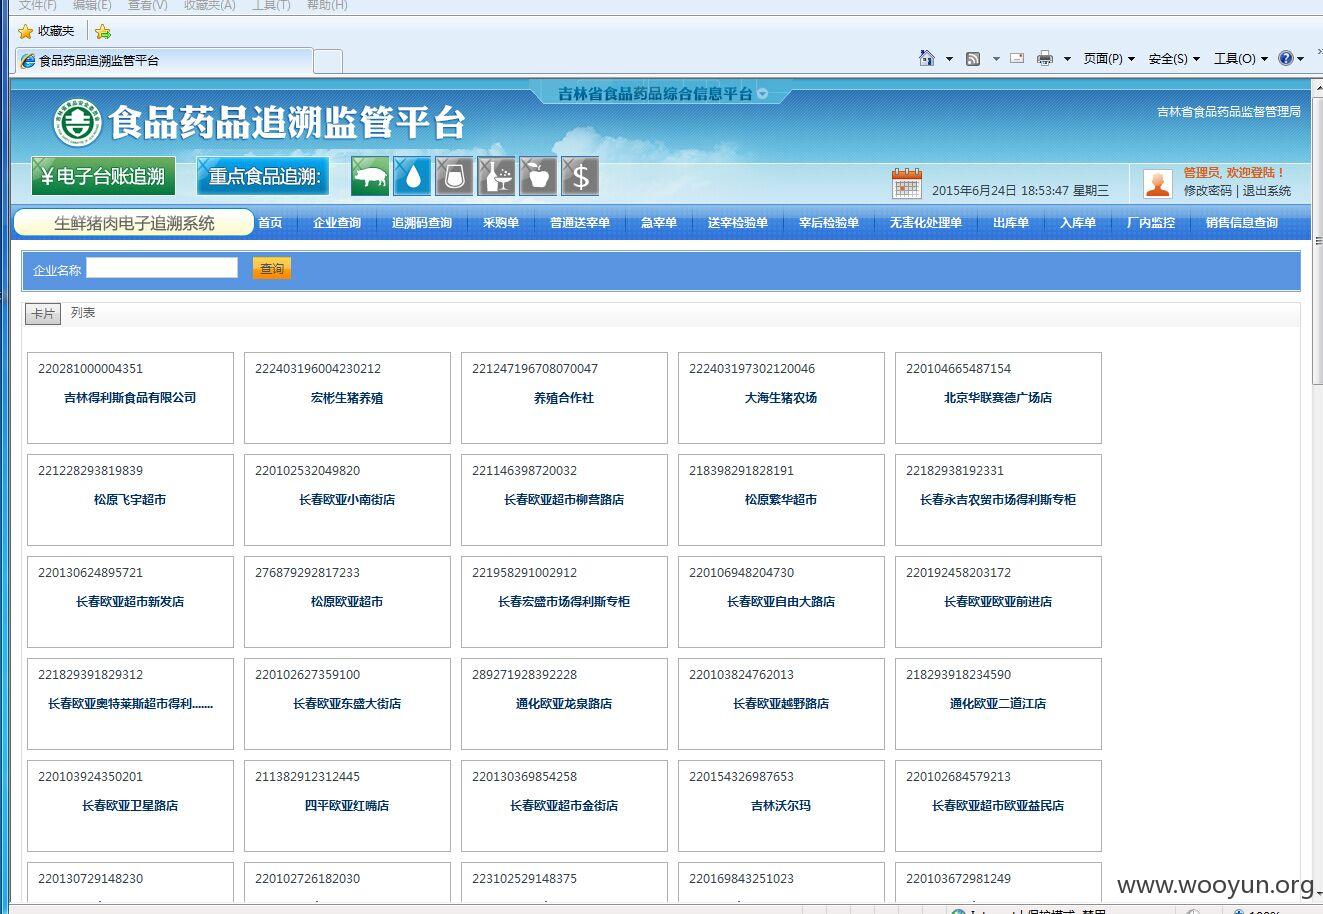 文件(F) 编辑(E) 查看(V) 收藏夹(A) 工具(T) 帮助(H)
收藏夹
食品药品追溯监管平台
页面(P) 安全(S) 工具(O)
吉林省食品药品综合信息平台
吉林省食品药品监督管理局
食品药品追溯监管平台
¥电子台账追溯 重点食品追溯: $
管理员, 欢迎登陆！
2015年6月24日 18:53:47 星期三 修改密码 | 退出系统
生鲜猪肉电子追溯系统 首页 企业查询 追溯码查询 采购单 普通送宰单 急宰单 送宰检验单 宰后检验单 无害化处理单 出库单 入库单 厂内监控 销售信息查询
企业名称 查询
卡片 列表
220281000004351 222403196004230212 221247196708070047 222403197302120046 220104665487154
吉林得利斯食品有限公司 宏彬生猪养殖 养殖合作社 大海生猪农场 北京华联赛德广场店
221228293819839 220102532049820 221146398720032 218398291828191 22182938192331
松原飞宇超市 长春欧亚小南街店 长春欧亚超市柳营路店 松原繁华超市 长春永吉农贸市场得利斯专柜
220130624895721 276879292817233 221958291002912 220106948204730 220192458203172
长春欧亚超市新发店 松原欧亚超市 长春宏盛市场得利斯专柜 长春欧亚自由大路店 长春欧亚欧亚前进店
221829391829312 220102627359100 289271928392228 220103824762013 218293918234590
长春欧亚奥特莱斯超市得利...... 长春欧亚东盛大街店 通化欧亚龙泉路店 长春欧亚越野路店 通化欧亚二道江店
220103924350201 211382912312445 220130369854258 220154326987653 220102684579213
长春欧亚卫星路店 四平欧亚红嘴店 长春欧亚超市金街店 吉林沃尔玛 长春欧亚超市欧亚益民店
220130729148230 220102726182030 223102529148375 220169843251023 220103672981249
www.wooyun.org